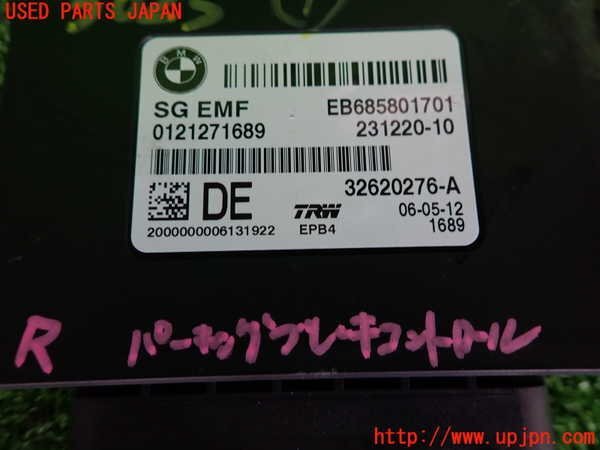 USED PARTS JAPAN
BMW
SG EMF
EB685801701
0121271689
231220-10
32620276-A
DE
TRW
06-05-12
2000000006131922
EPB4
1689
R パーキングブレーキコントロール
http://www.upjpn.com/